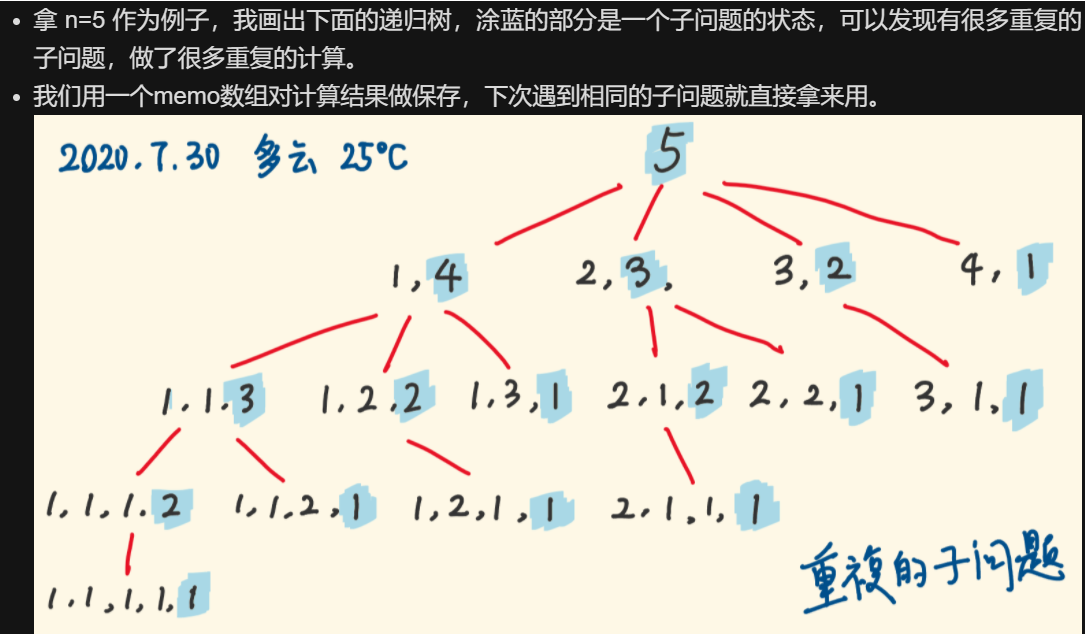 拿 n=5 作为例子，我画出下面的递归树，涂蓝的部分是一个子问题的状态，可以发现有很多重复的
子问题，做了很多重复的计算。
我们用一个memo数组对计算结果做保存，下次遇到相同的子问题就直接拿来用。
2020.7.30 多云 25°C
5
1,4 2,3, 3,2 4,1
1,1.3 1,2.2 1,3,1 2,1,2 2,2,1 3,1,1
1,1,1.2 1,1,2,1 1,2,1,1 2.1,1,1
1.1,1,1,1
重複的子问题